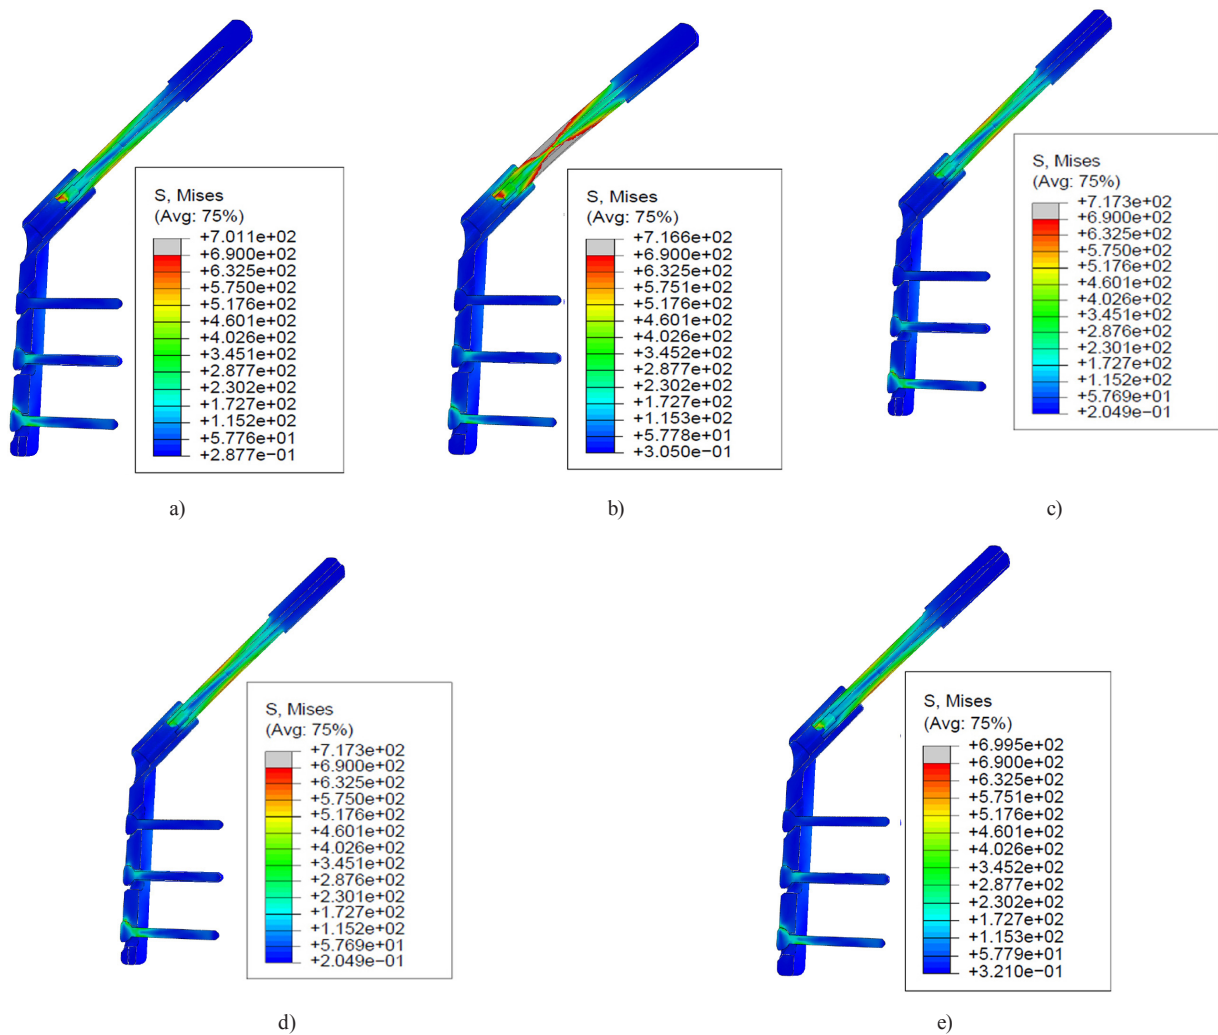 S, Mises
(Avg: 75%)
+7.011e+02
+6.900e+02
+6.325e+02
+5.750e+02
+5.176e+02
+4.601e+02
+4.026e+02
+3.451e+02
+2.877e+02
+2.302e+02
+1.727e+02
+1.152e+02
+5.776e+01
+2.877e−01
a)
S, Mises
(Avg: 75%)
+7.166e+02
+6.900e+02
+6.325e+02
+5.751e+02
+5.176e+02
+4.601e+02
+4.026e+02
+3.452e+02
+2.877e+02
+2.302e+02
+1.727e+02
+1.153e+02
+5.778e+01
+3.050e−01
b)
S, Mises
(Avg: 75%)
+7.173e+02
+6.900e+02
+6.325e+02
+5.750e+02
+5.176e+02
+4.601e+02
+4.026e+02
+3.451e+02
+2.876e+02
+2.301e+02
+1.727e+02
+1.152e+02
+5.769e+01
+2.049e−01
c)
S, Mises
(Avg: 75%)
+7.173e+02
+6.900e+02
+6.325e+02
+5.750e+02
+5.176e+02
+4.601e+02
+4.026e+02
+3.451e+02
+2.876e+02
+2.301e+02
+1.727e+02
+1.152e+02
+5.769e+01
+2.049e−01
d)
S, Mises
(Avg: 75%)
+6.995e+02
+6.900e+02
+6.325e+02
+5.751e+02
+5.176e+02
+4.601e+02
+4.026e+02
+3.452e+02
+2.877e+02
+2.302e+02
+1.727e+02
+1.153e+02
+5.779e+01
+3.210e−01
e)